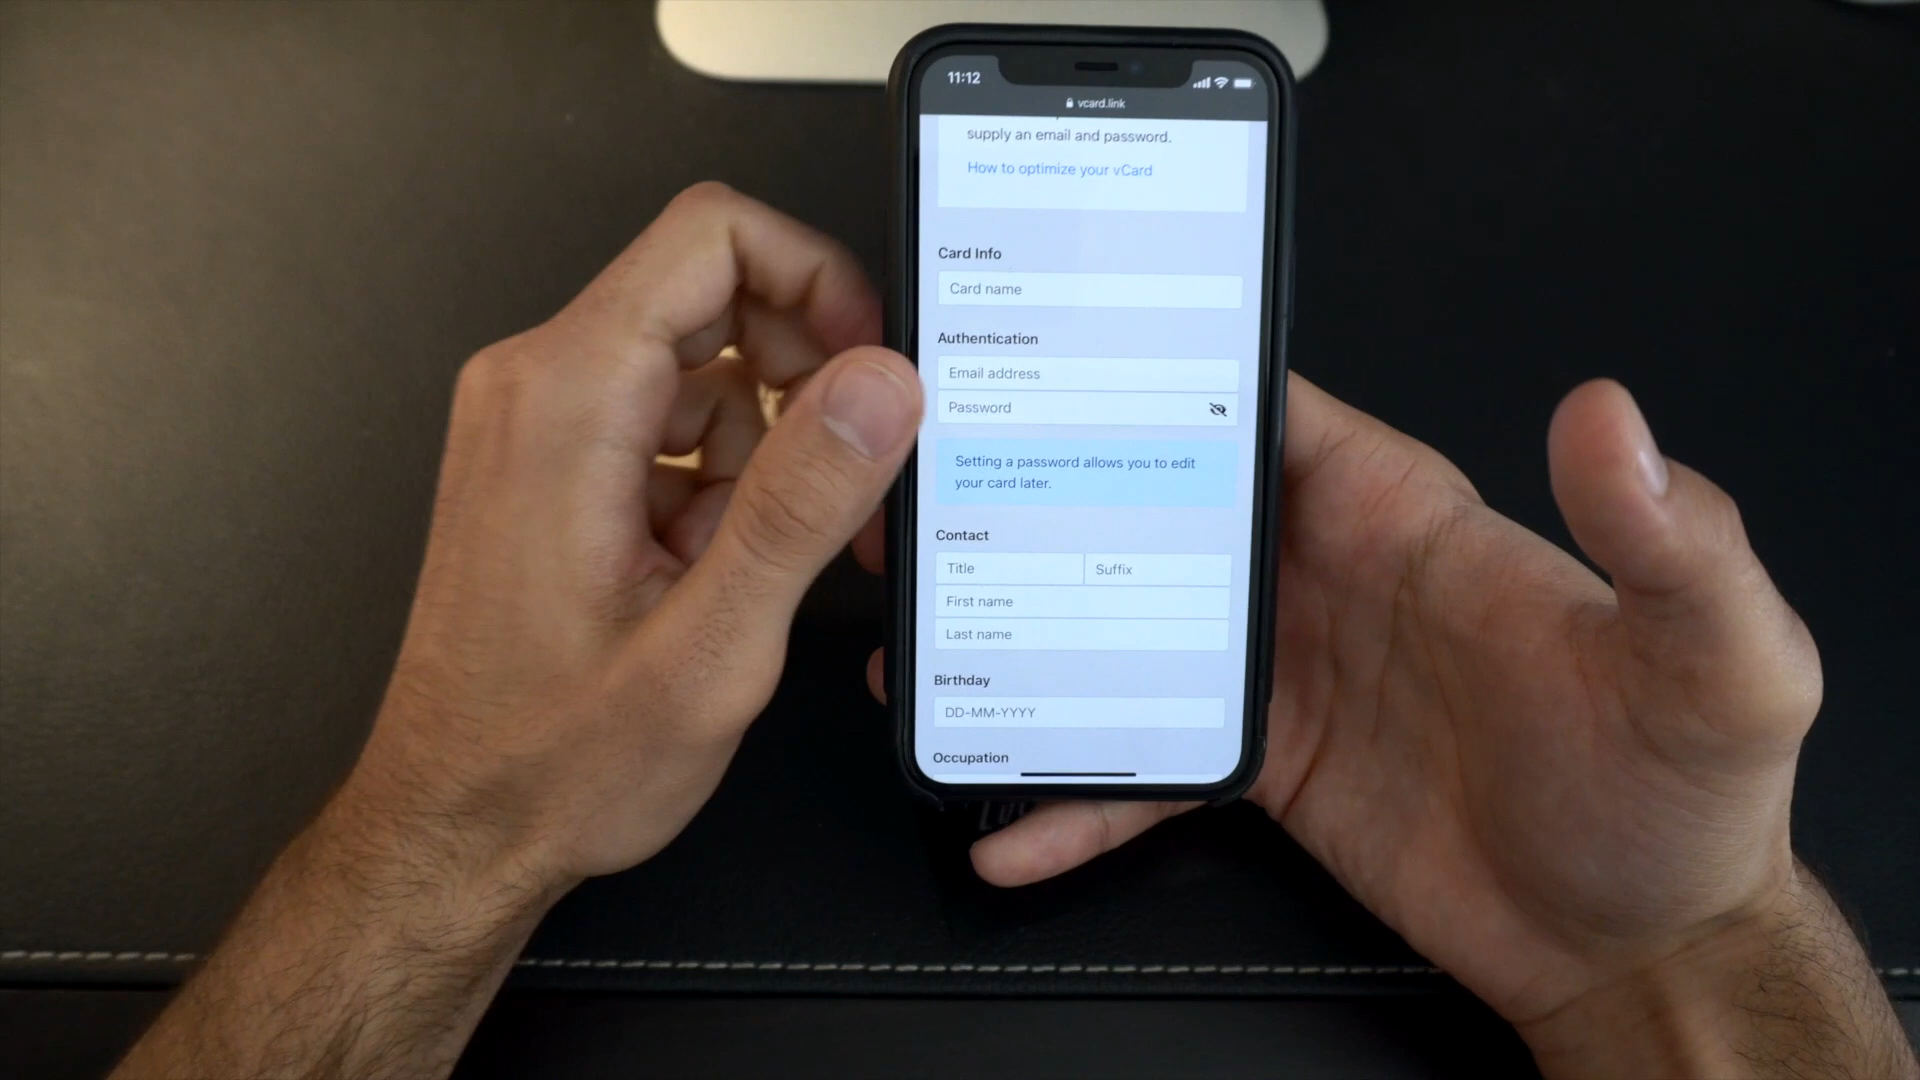 11:12
vcard.link
supply an email and password.
How to optimize your vCard
Card Info
Card name
Authentication
Email address
Password
Setting a password allows you to edit
your card later.
Contact
Title Suffix
First name
Last name
Birthday
DD-MM-YYYY
Occupation